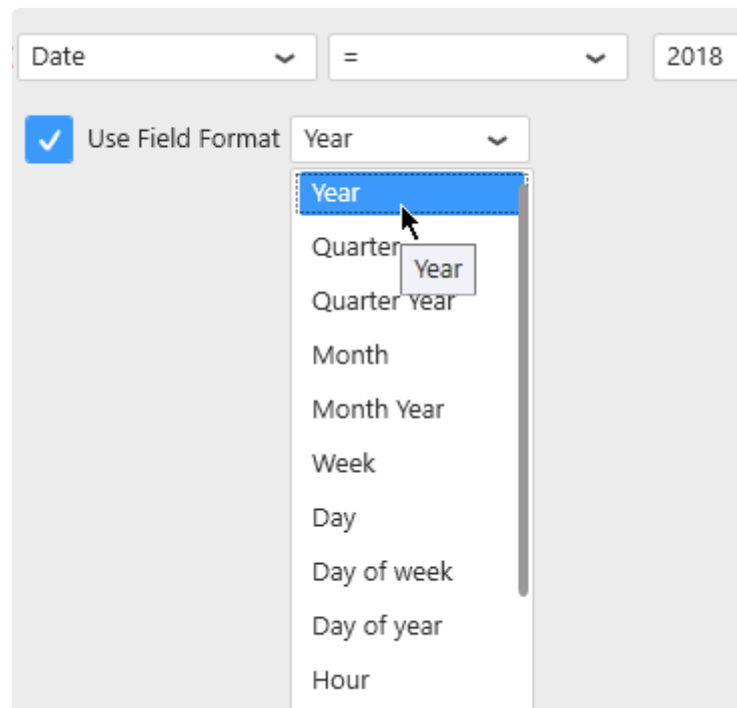 Date = 2018
Use Field Format Year
Year
Quarter
Year
Quarter Year
Month
Month Year
Week
Day
Day of week
Day of year
Hour